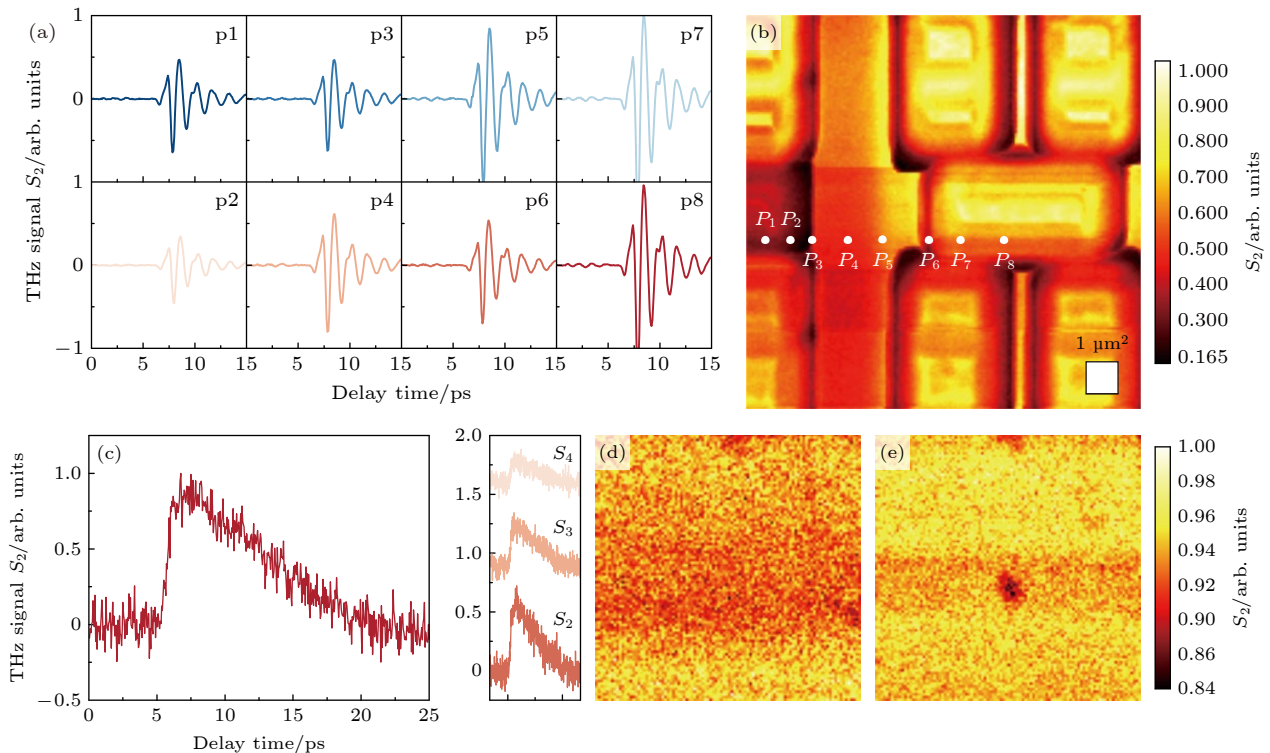 (a)
THz signal S₂/arb. units
1
0
1
0
−1
p1
p3
p5
p7
p2
p4
p6
p8
0 5 10 15 5 10 15 5 10 15 5 10 15
Delay time/ps
(b)
P₁ P₂
P₃ P₄ P₅ P₆ P₇ P₈
1 µm²
1.000
0.900
0.800
0.700
0.600
0.500
0.400
0.300
0.165
S₂/arb. units
(c)
THz signal S₂/arb. units
1.0
0.5
0
−0.5
0 5 10 15 20 25
Delay time/ps
2.0
1.5
1.0
0.5
0
S₄
S₃
S₂
(d)
(e)
1.00
0.98
0.96
0.94
0.92
0.90
0.88
0.86
0.84
S₂/arb. units